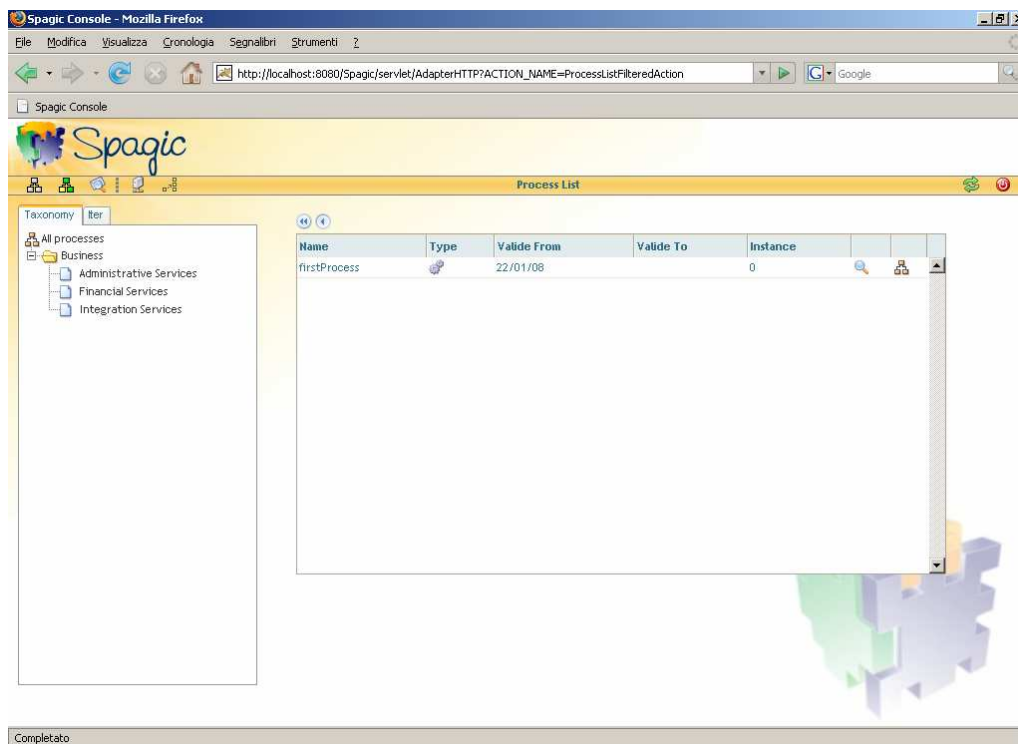 Spagic Console - Mozilla Firefox
File Modifica Visualizza Cronologia Segnalibri Strumenti ?
http://localhost:8080/Spagic/servlet/AdapterHTTP?ACTION_NAME=ProcessListFilteredAction
G Google
Spagic Console
Spagic
Process List
Taxonomy Iter
All processes
Business
Administrative Services
Financial Services
Integration Services
Name Type Valide From Valide To Instance
firstProcess 22/01/08 0
Completato